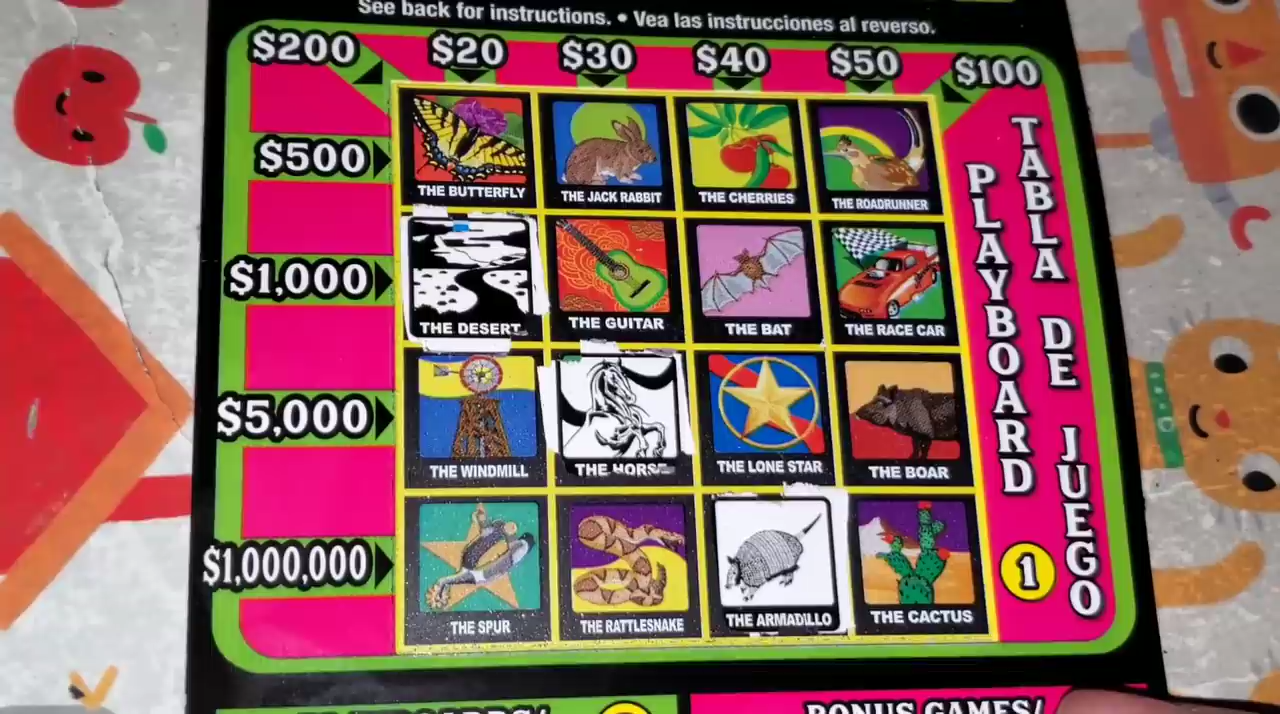 See back for instructions. • Vea las instrucciones al reverso.
$200 $20 $30 $40 $50 $100
$500
$1,000
$5,000
$1,000,000
THE BUTTERFLY THE JACK RABBIT THE CHERRIES THE ROADRUNNER
THE DESERT THE GUITAR THE BAT THE RACE CAR
THE WINDMILL THE HORSE THE LONE STAR THE BOAR
THE SPUR THE RATTLESNAKE THE ARMADILLO THE CACTUS
TABLA DE JUEGO
PLAYBOARD
1
BONUS GAMES/